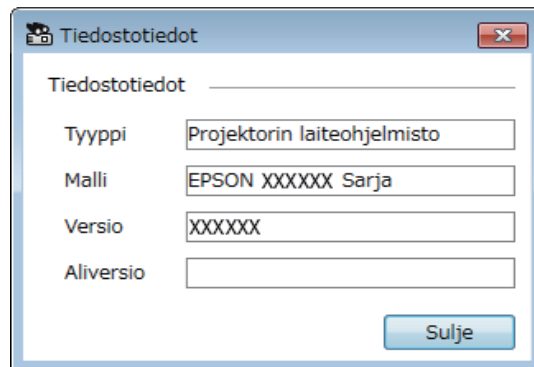 Tiedostotiedot
Tiedostotiedot
Tyyppi Projektorin laiteohjelmisto
Malli EPSON XXXXXX Sarja
Versio XXXXXX
Aliversio
Sulje